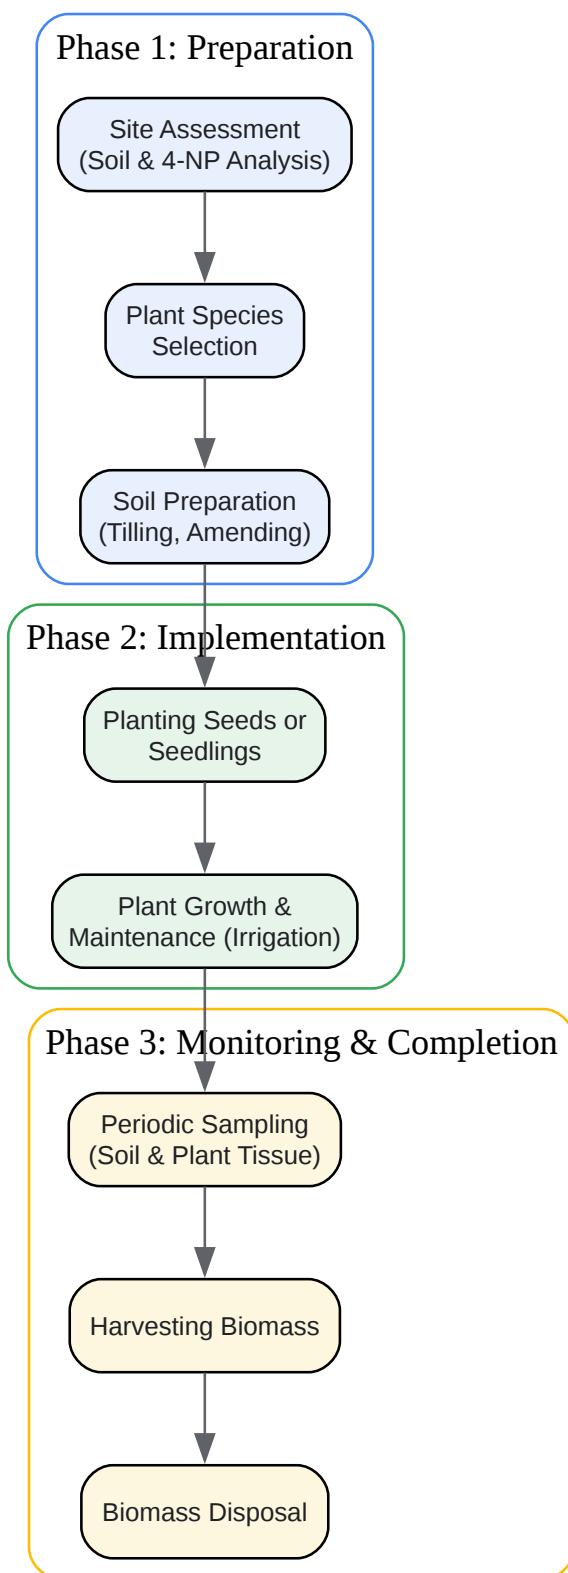 Phase 1: Preparation
Site Assessment
(Soil & 4-NP Analysis)
Plant Species
Selection
Soil Preparation
(Tilling, Amending)
Phase 2: Implementation
Planting Seeds or
Seedlings
Plant Growth &
Maintenance (Irrigation)
Phase 3: Monitoring & Completion
Periodic Sampling
(Soil & Plant Tissue)
Harvesting Biomass
Biomass Disposal